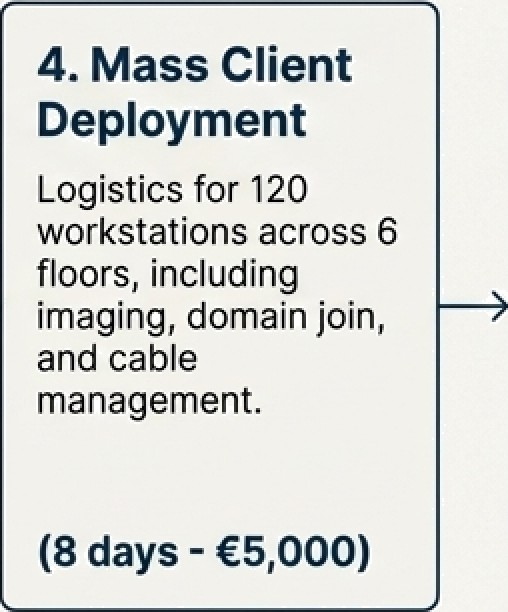 4. Mass Client
Deployment
Logistics for 120
workstations across 6
floors, including
imaging, domain join,
and cable
management.
(8 days - €5,000)